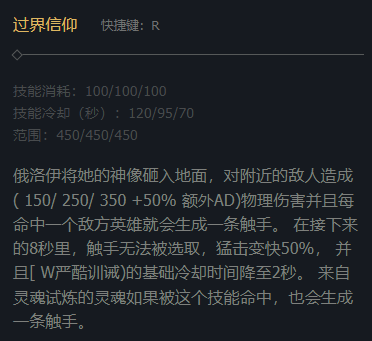 过界信仰 快捷键：R
技能消耗：100/100/100
技能冷却（秒）：120/95/70
范围：450/450/450
俄洛伊将她的神像砸入地面，对附近的敌人造成
( 150/ 250/ 350 +50% 额外AD)物理伤害并且每
命中一个敌方英雄就会生成一条触手。 在接下来
的8秒里，触手无法被选取，猛击变快50%， 并
且[ W严酷训诫)的基础冷却时间降至2秒。 来自
灵魂试炼的灵魂如果被这个技能命中，也会生成
一条触手。